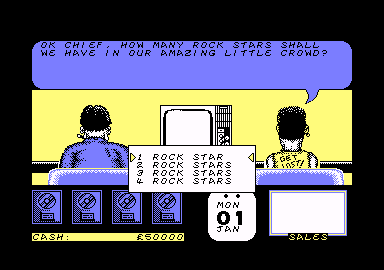 OK CHIEF, HOW MANY ROCK STARS SHALL
WE HAVE IN OUR AMAZING LITTLE CROWD?
GET
LOST!
1 ROCK STAR
2 ROCK STARS
3 ROCK STARS
4 ROCK STARS
MON
01
JAN
CASH: £50000
SALES